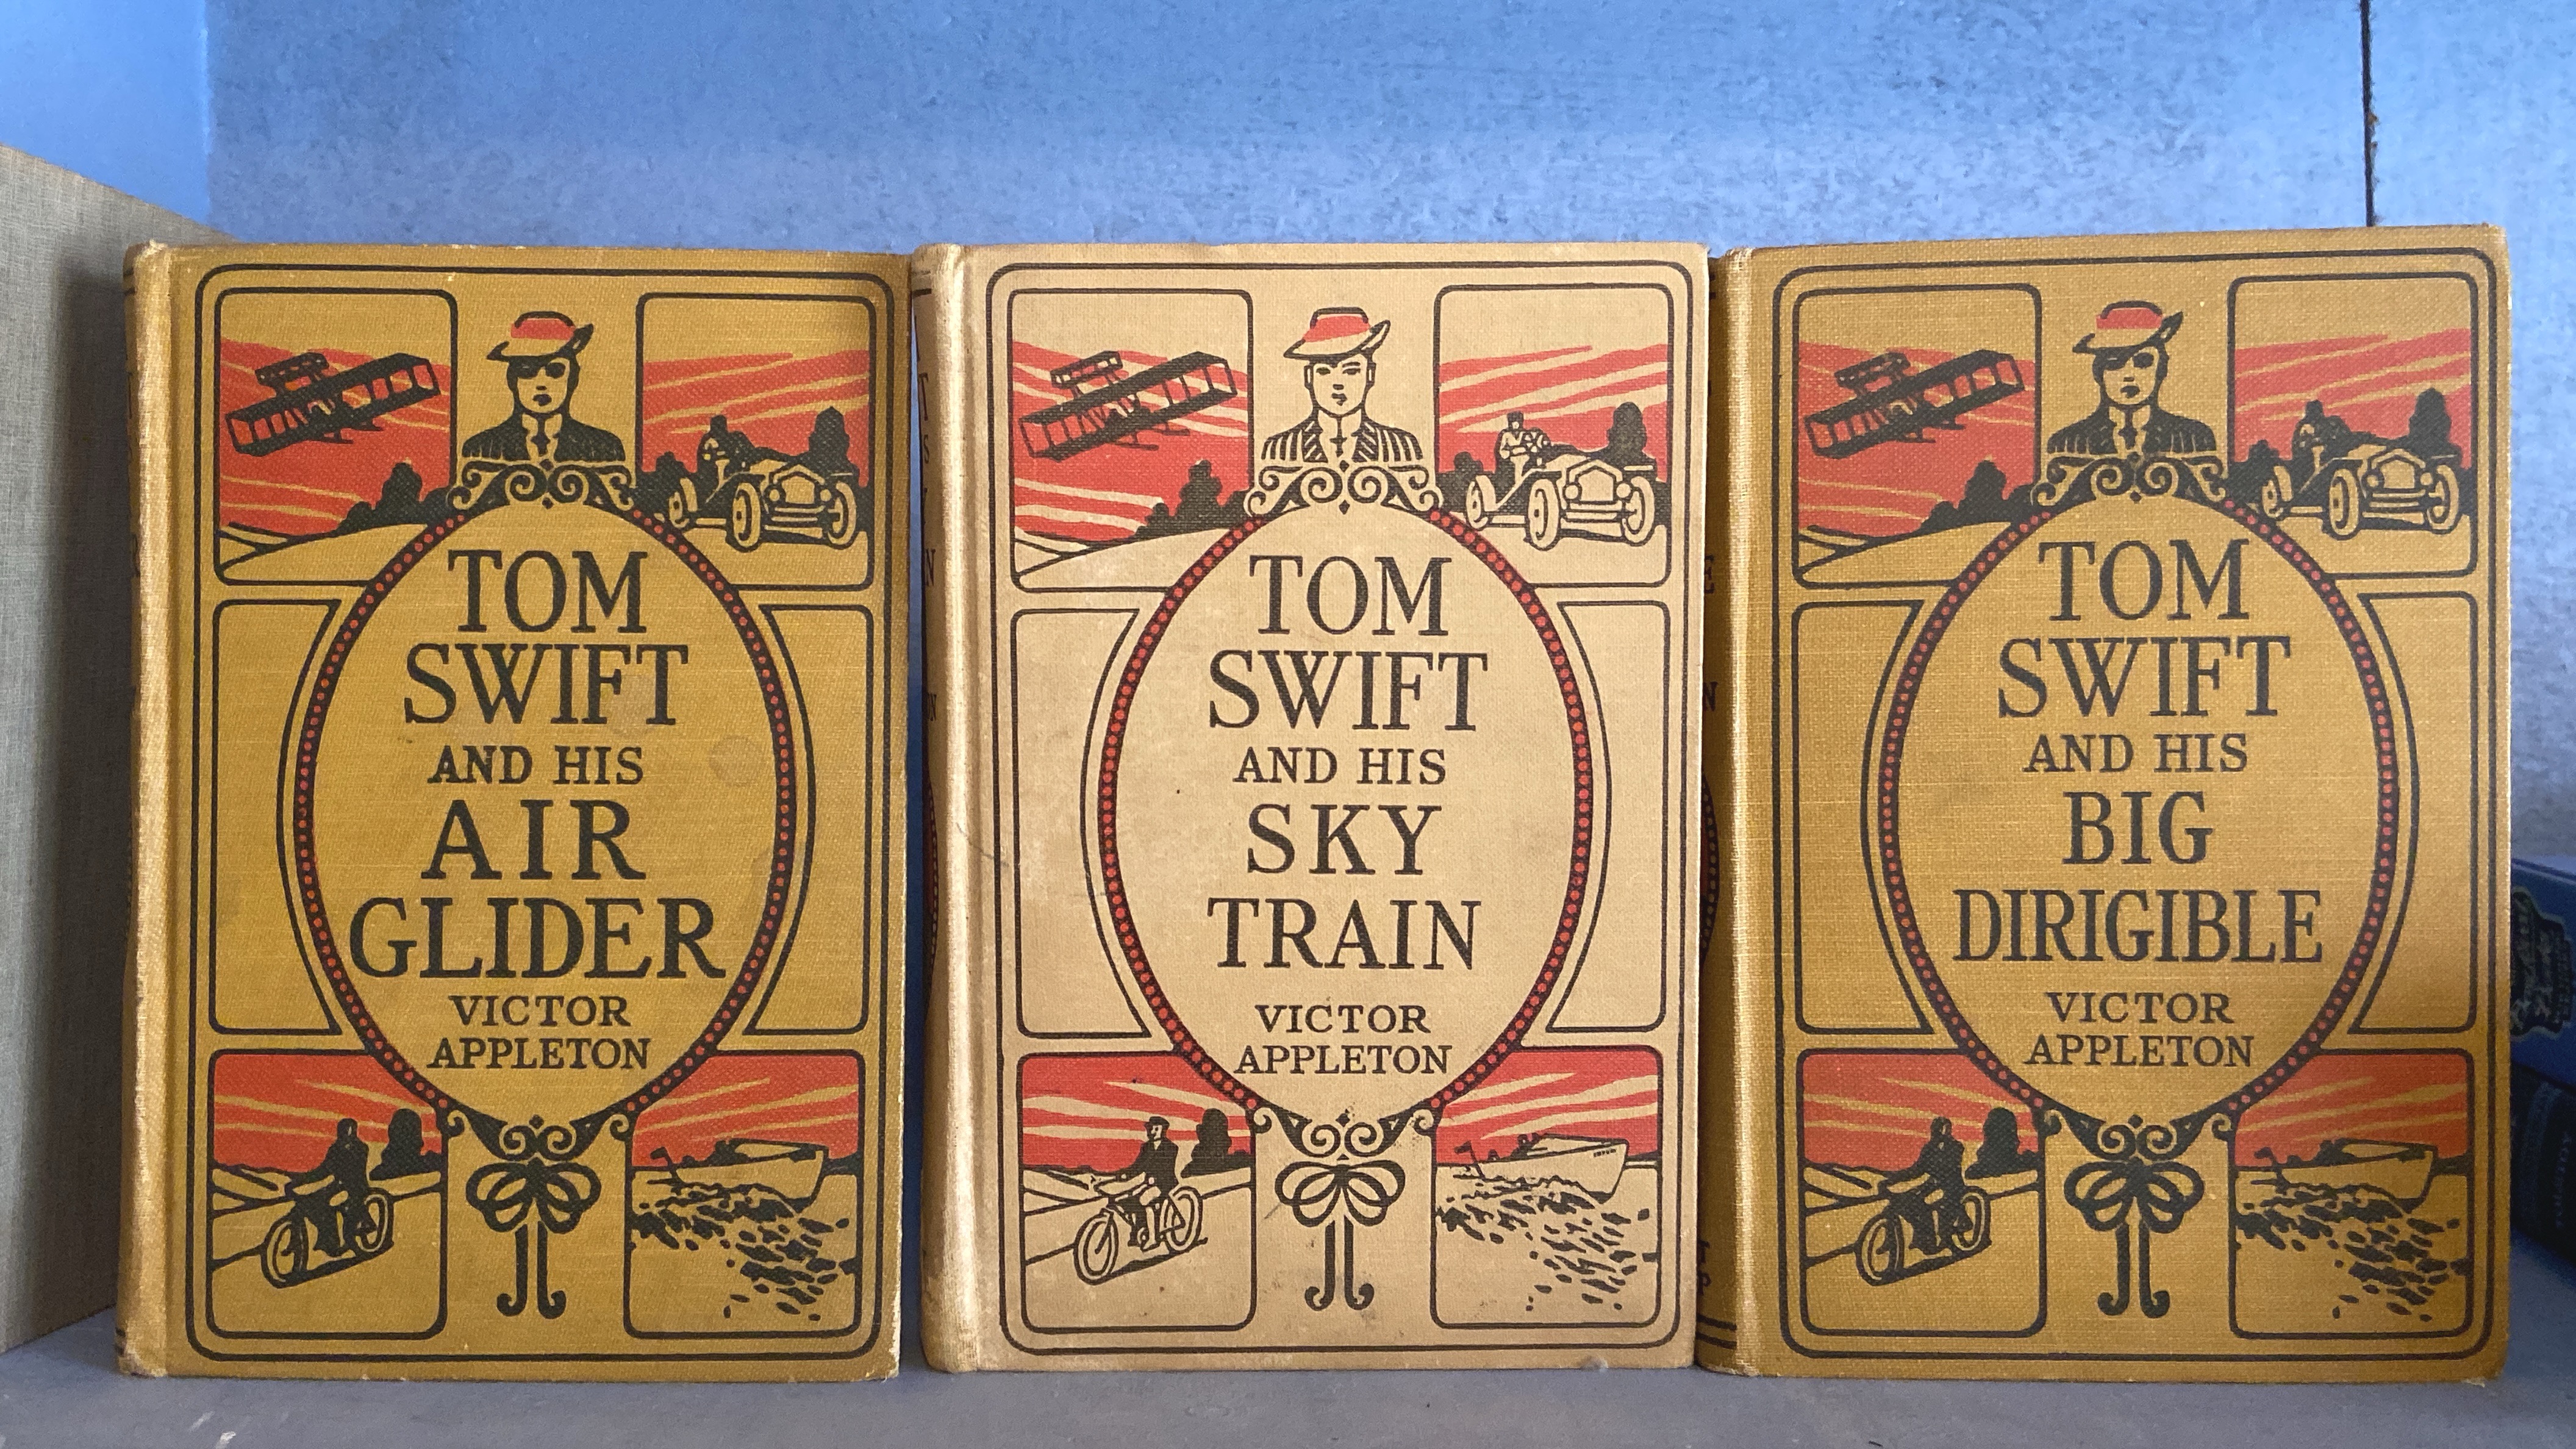 TOM
SWIFT
AND HIS
AIR
GLIDER
VICTOR
APPLETON
TOM
SWIFT
AND HIS
SKY
TRAIN
VICTOR
APPLETON
TOM
SWIFT
AND HIS
BIG
DIRIGIBLE
VICTOR
APPLETON